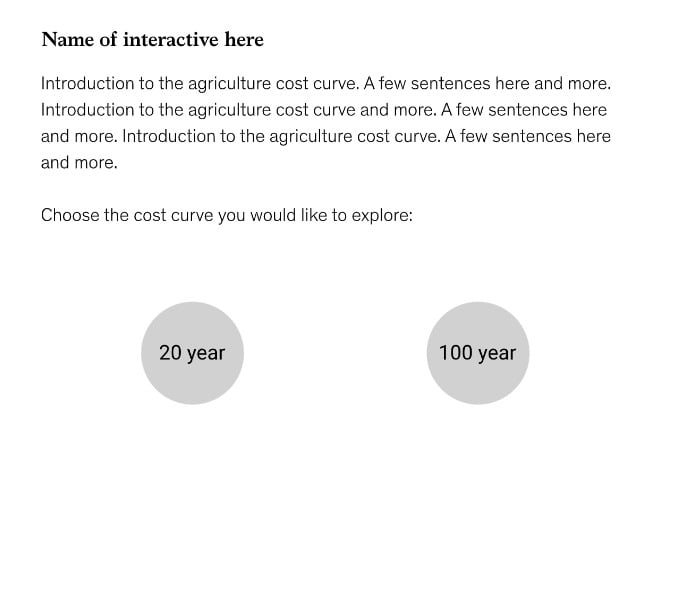 Name of interactive here
Introduction to the agriculture cost curve. A few sentences here and more.
Introduction to the agriculture cost curve and more. A few sentences here
and more. Introduction to the agriculture cost curve. A few sentences here
and more.
Choose the cost curve you would like to explore:
20 year
100 year